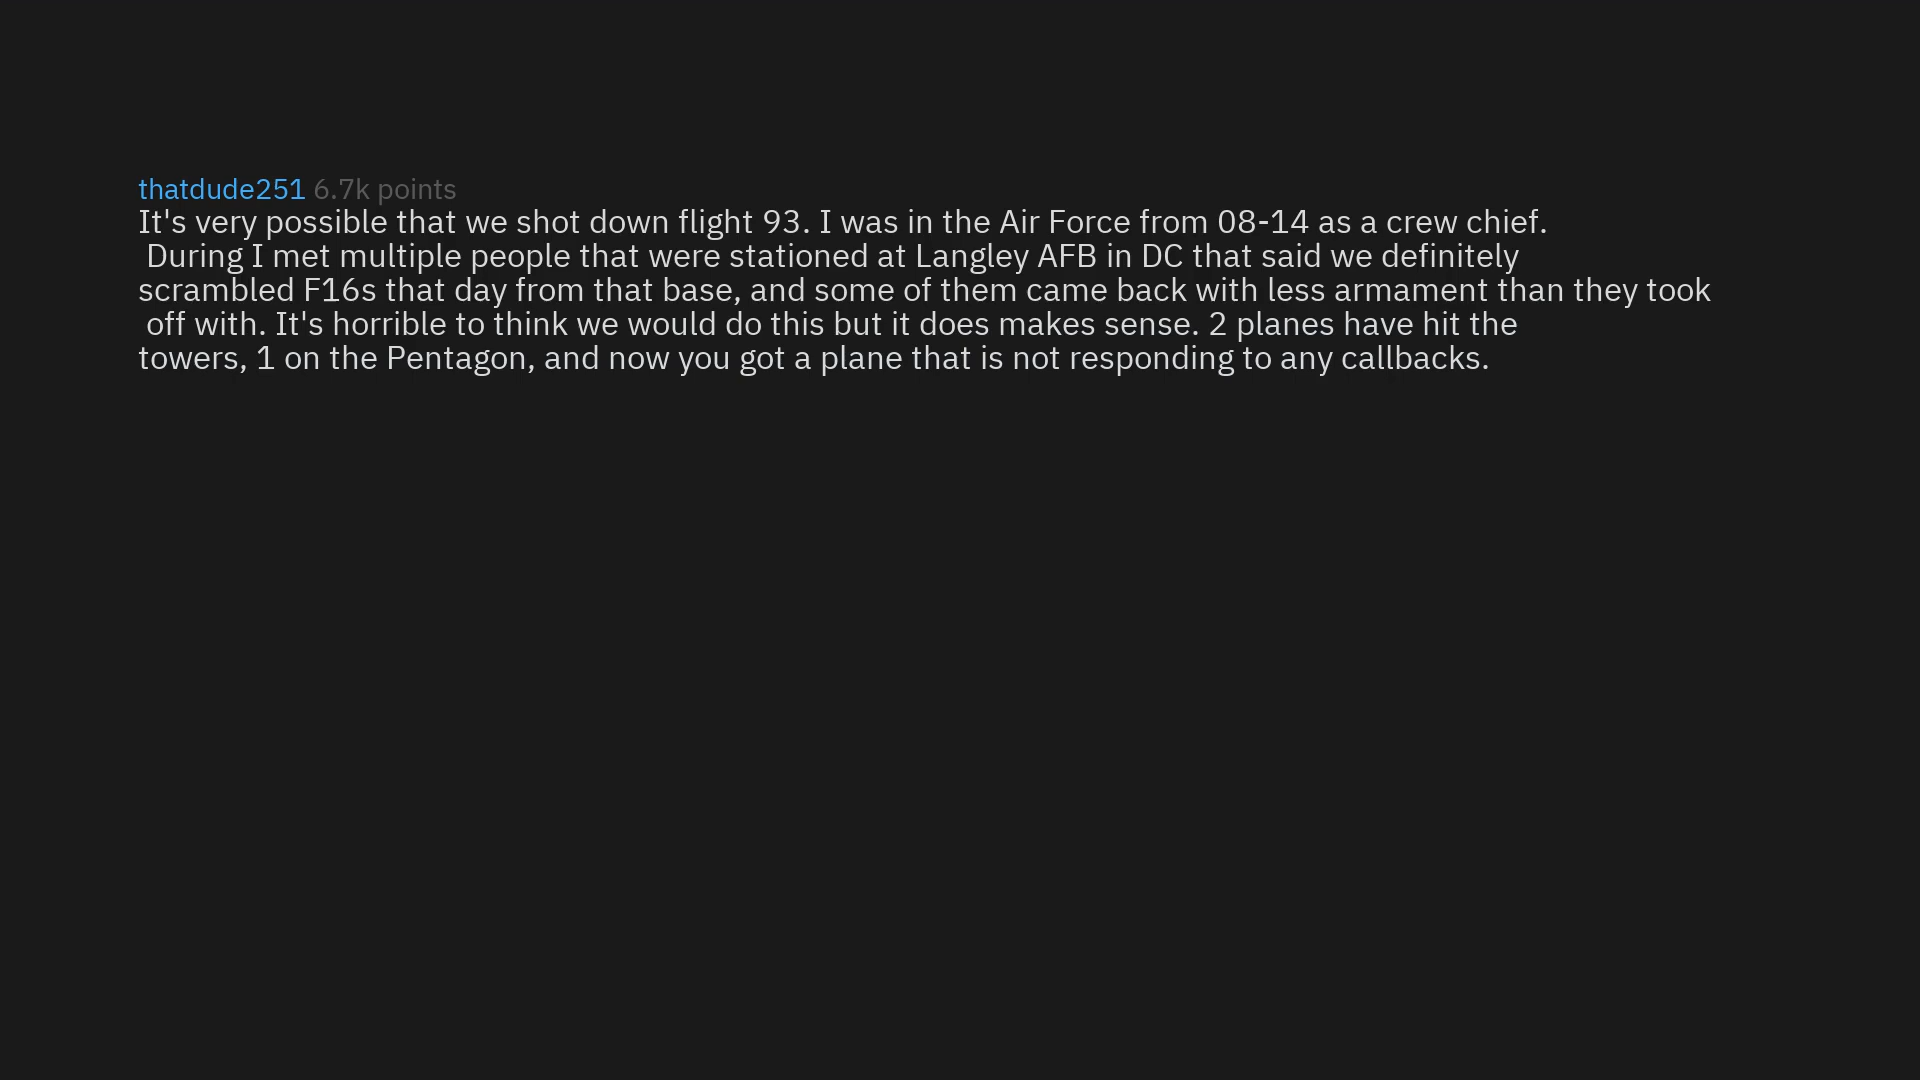 thatdude251 6.7k points
It's very possible that we shot down flight 93. I was in the Air Force from 08-14 as a crew chief.
During I met multiple people that were stationed at Langley AFB in DC that said we definitely
scrambled F16s that day from that base, and some of them came back with less armament than they took
off with. It's horrible to think we would do this but it does makes sense. 2 planes have hit the
towers, 1 on the Pentagon, and now you got a plane that is not responding to any callbacks.